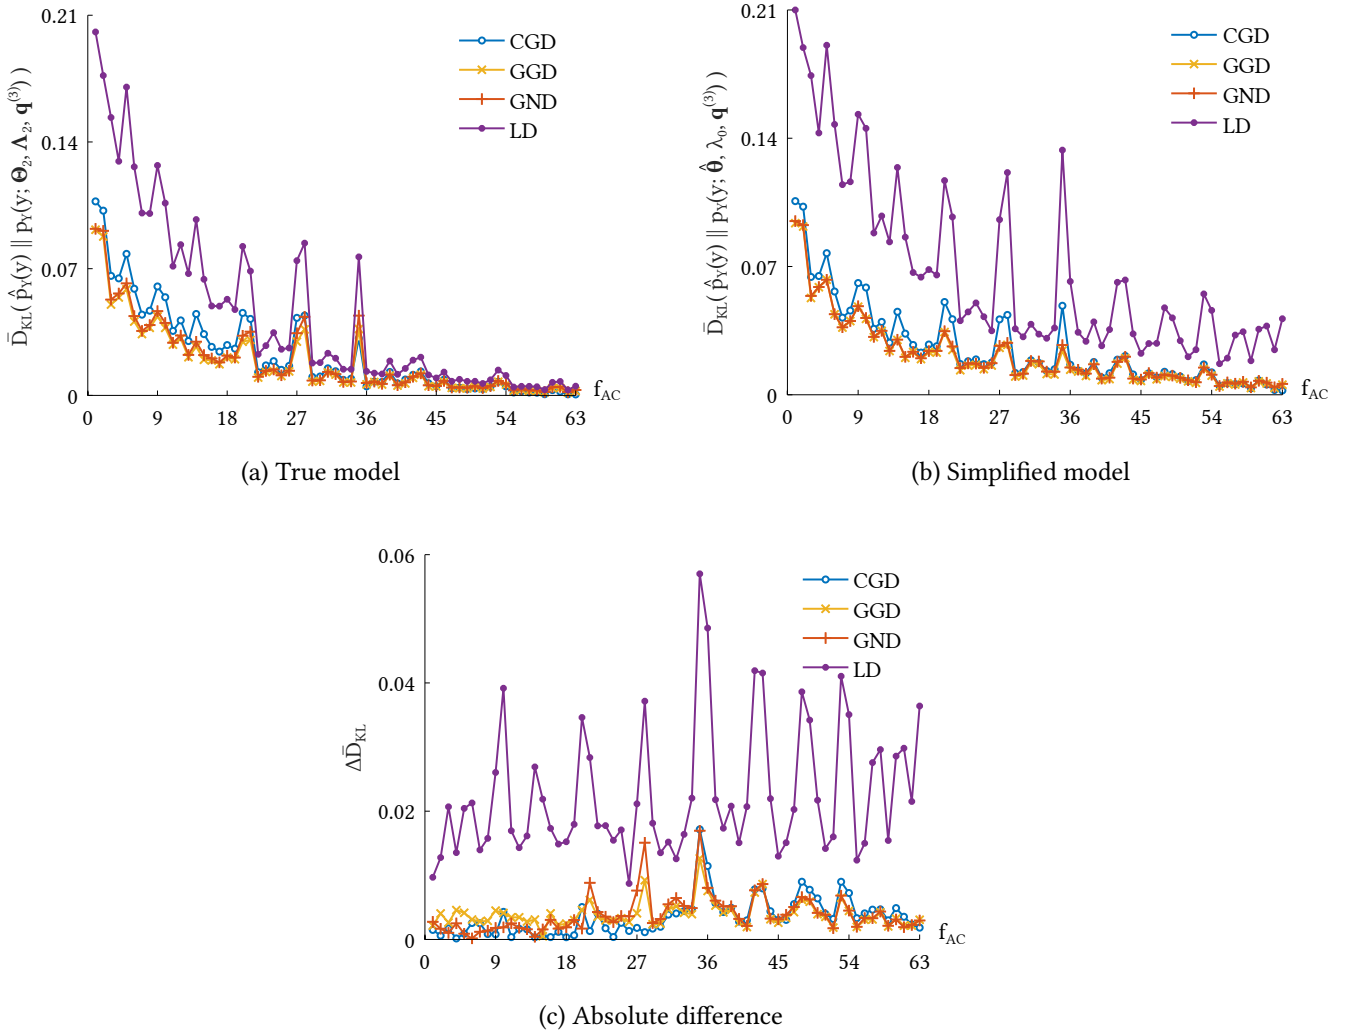 0.21
0.14
0.07
0
D̄KL( p̂Y(y) || pY(y; Θ2, Λ2, q(3)) )
CGD
GGD
GND
LD
0 9 18 27 36 45 54 63
fAC
(a) True model
0.21
0.14
0.07
0
D̄KL( p̂Y(y) || pY(y; θ̂, λ0, q(3)) )
CGD
GGD
GND
LD
0 9 18 27 36 45 54 63
fAC
(b) Simplified model
0.06
0.04
0.02
0
ΔD̄KL
CGD
GGD
GND
LD
0 9 18 27 36 45 54 63
fAC
(c) Absolute difference